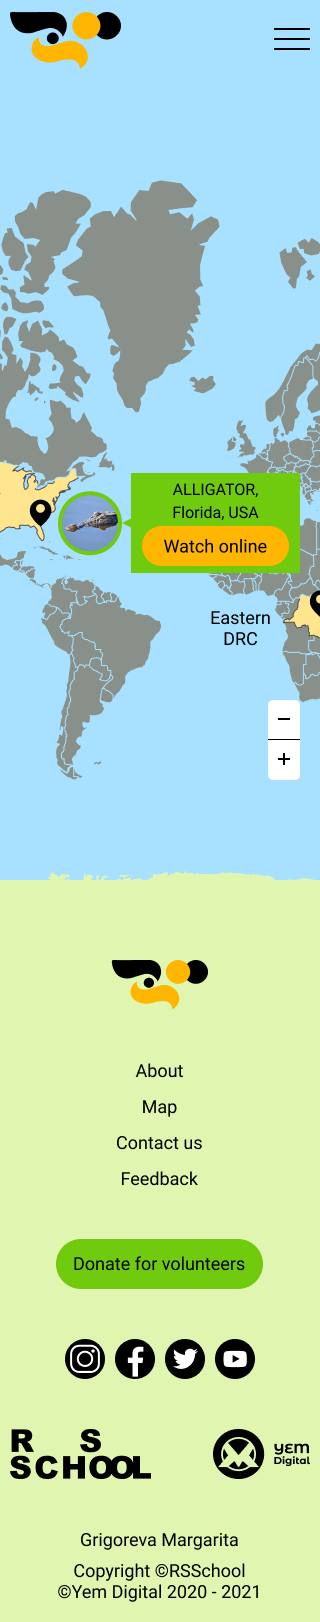 ALLIGATOR,
Florida, USA
Watch online
Eastern
DRC
About
Map
Contact us
Feedback
Donate for volunteers
R S
SCHOOL
yem
Digital
Grigoreva Margarita
Copyright ©RSSchool
©Yem Digital 2020 - 2021